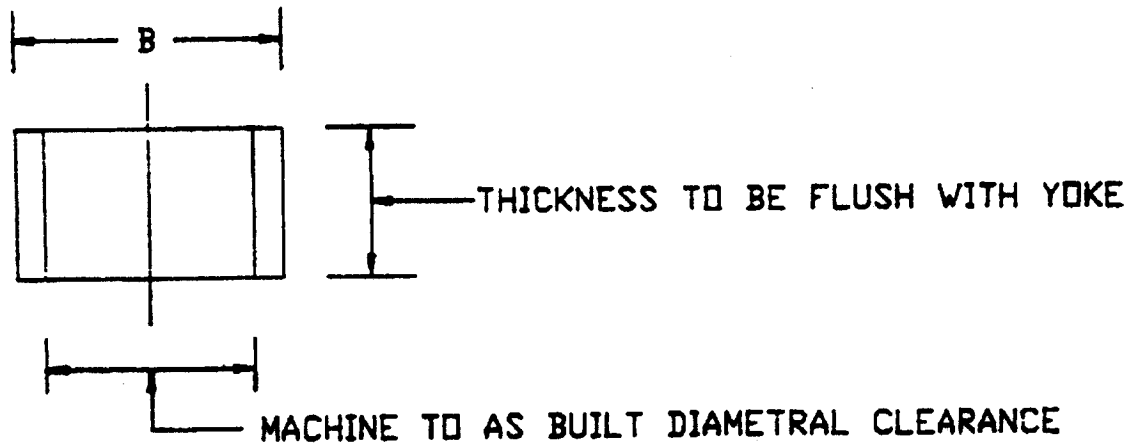 B
THICKNESS TO BE FLUSH WITH YOKE
MACHINE TO AS BUILT DIAMETRAL CLEARANCE